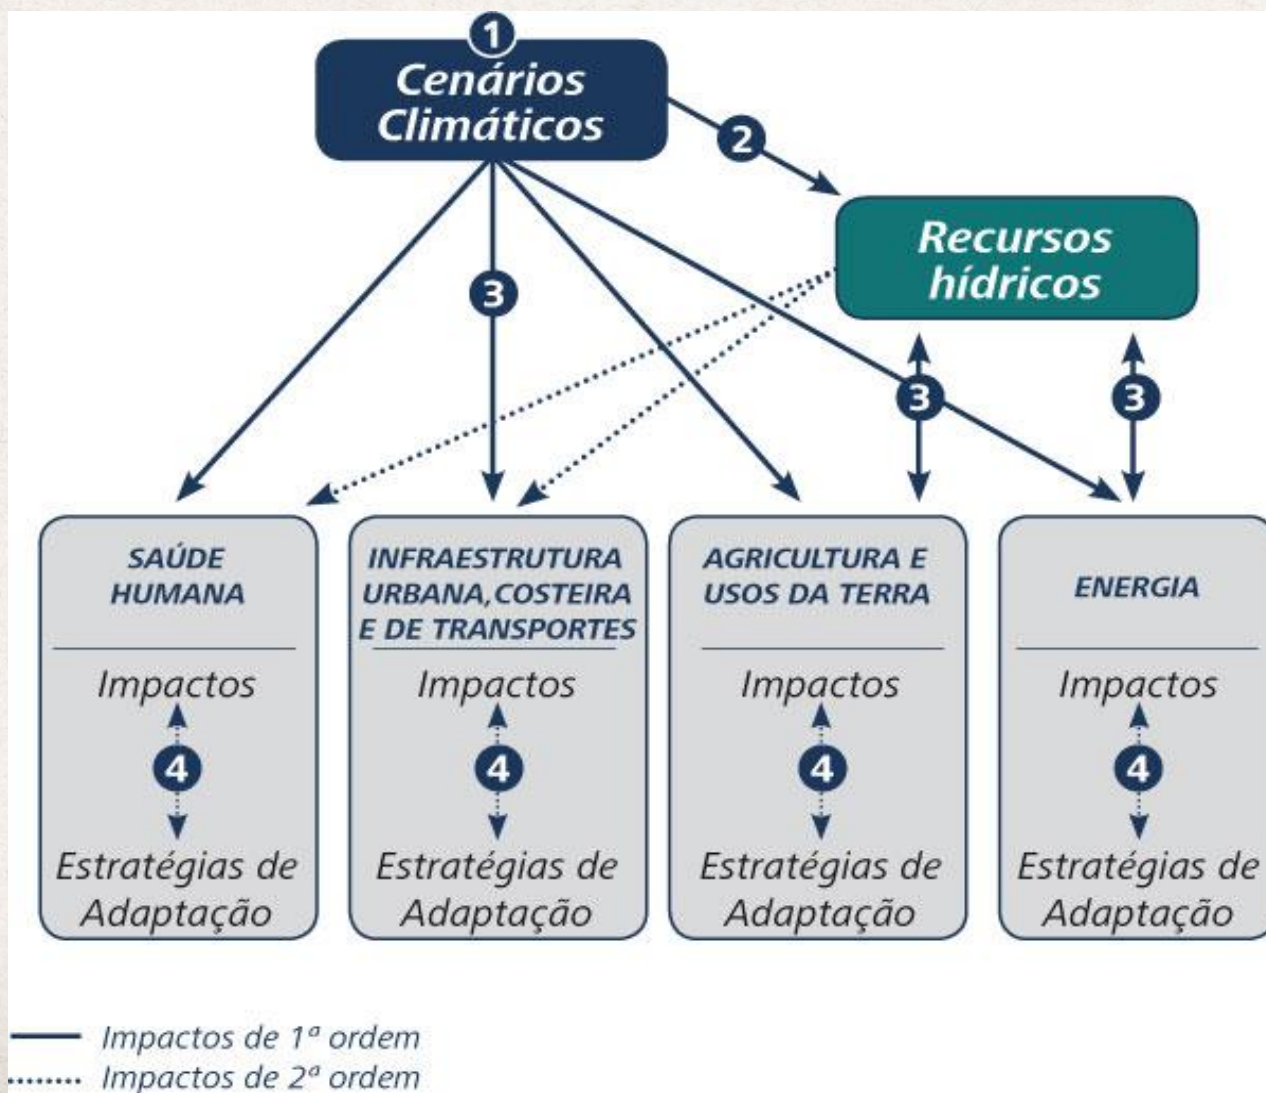 1
Cenários
Climáticos
2
Recursos
hídricos
3
3
3
SAÚDE
HUMANA
Impactos
4
Estratégias de
Adaptação
INFRAESTRUTURA
URBANA,COSTEIRA
E DE TRANSPORTES
Impactos
4
Estratégias de
Adaptação
AGRICULTURA E
USOS DA TERRA
Impactos
4
Estratégias de
Adaptação
ENERGIA
Impactos
4
Estratégias de
Adaptação
Impactos de 1ª ordem
Impactos de 2ª ordem